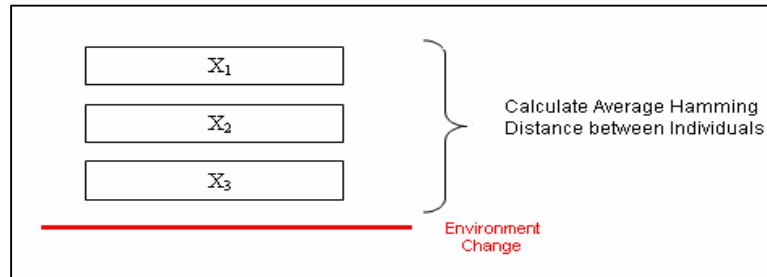 X₁
X₂
X₃
Calculate Average Hamming
Distance between Individuals
Environment
Change